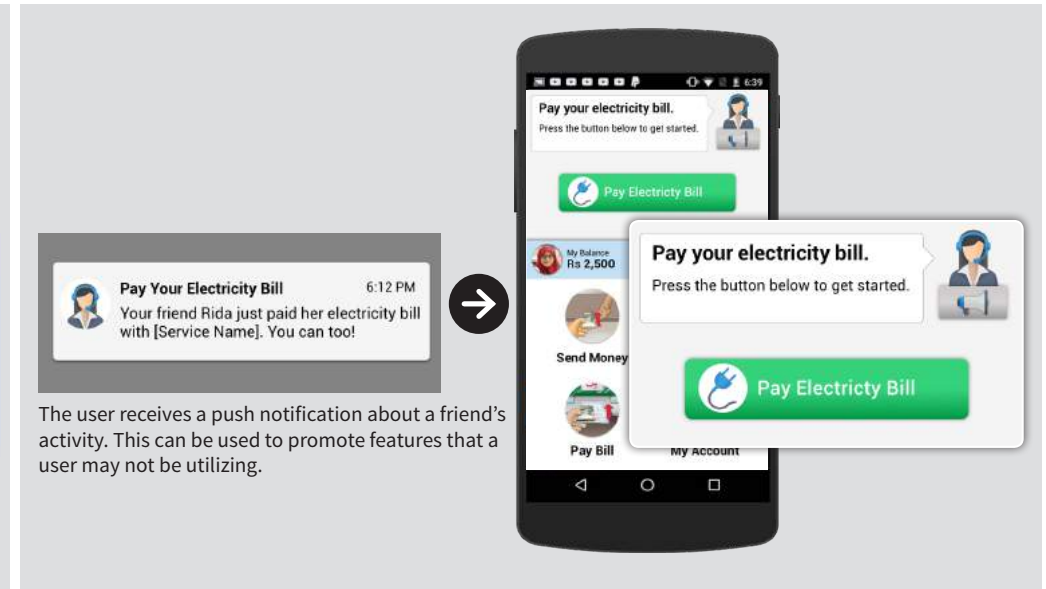 Pay Your Electricity Bill 6:12 PM
Your friend Rida just paid her electricity bill
with [Service Name]. You can too!
The user receives a push notification about a friend's
activity. This can be used to promote features that a
user may not be utilizing.
6:39
Pay your electricity bill.
Press the button below to get started.
Pay Electricty Bill
My Balance
Rs 2,500
Send Money
Pay Bill
My Account
Pay your electricity bill.
Press the button below to get started.
Pay Electricty Bill